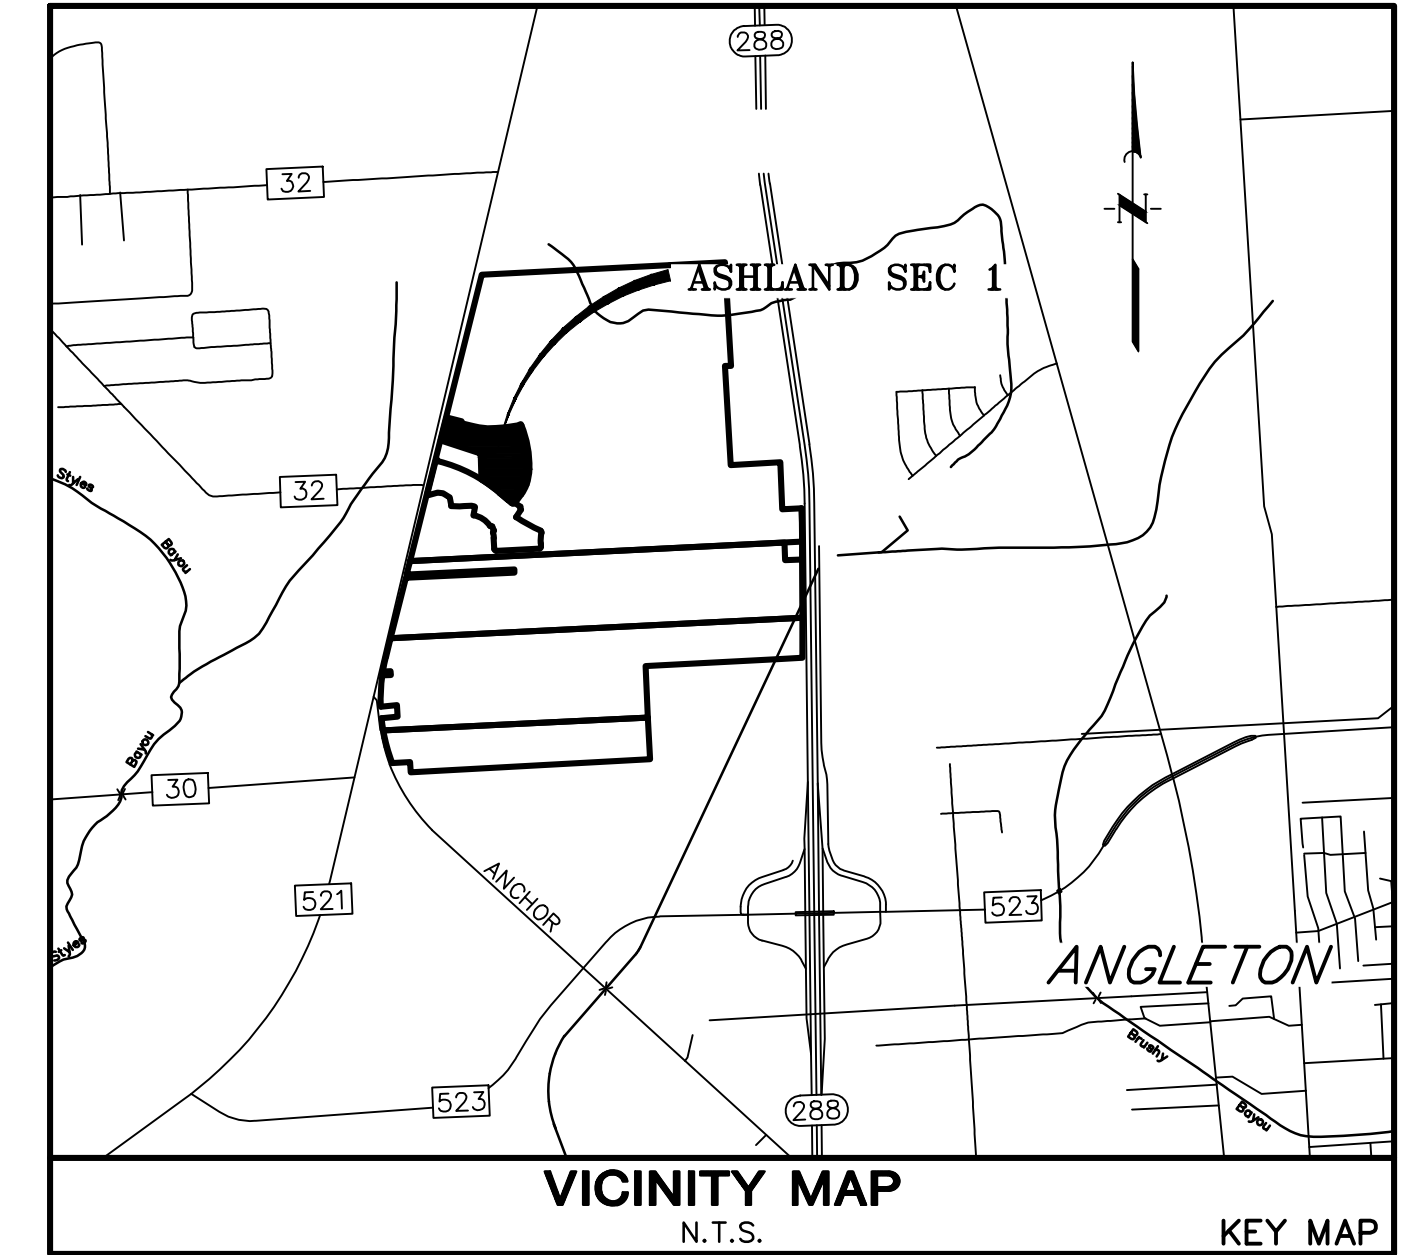 288
32
N
ASHLAND SEC 1
Styles
32
Bayou
Bayou
30
521
ANCHOR
523
Styles
ANGLETON
Brushy
523
288
Bayou
VICINITY MAP
N.T.S.
KEY MAP